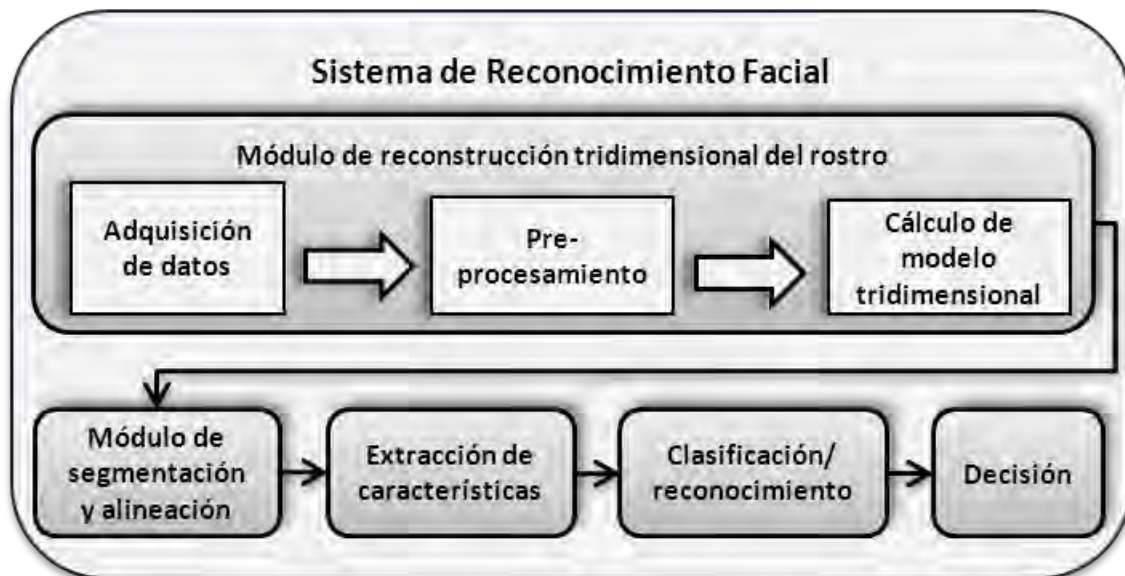 Sistema de Reconocimiento Facial
Módulo de reconstrucción tridimensional del rostro
Adquisición
de datos
Pre-
procesamiento
Cálculo de
modelo
tridimensional
Módulo de
segmentación
y alineación
Extracción de
características
Clasificación/
reconocimiento
Decisión